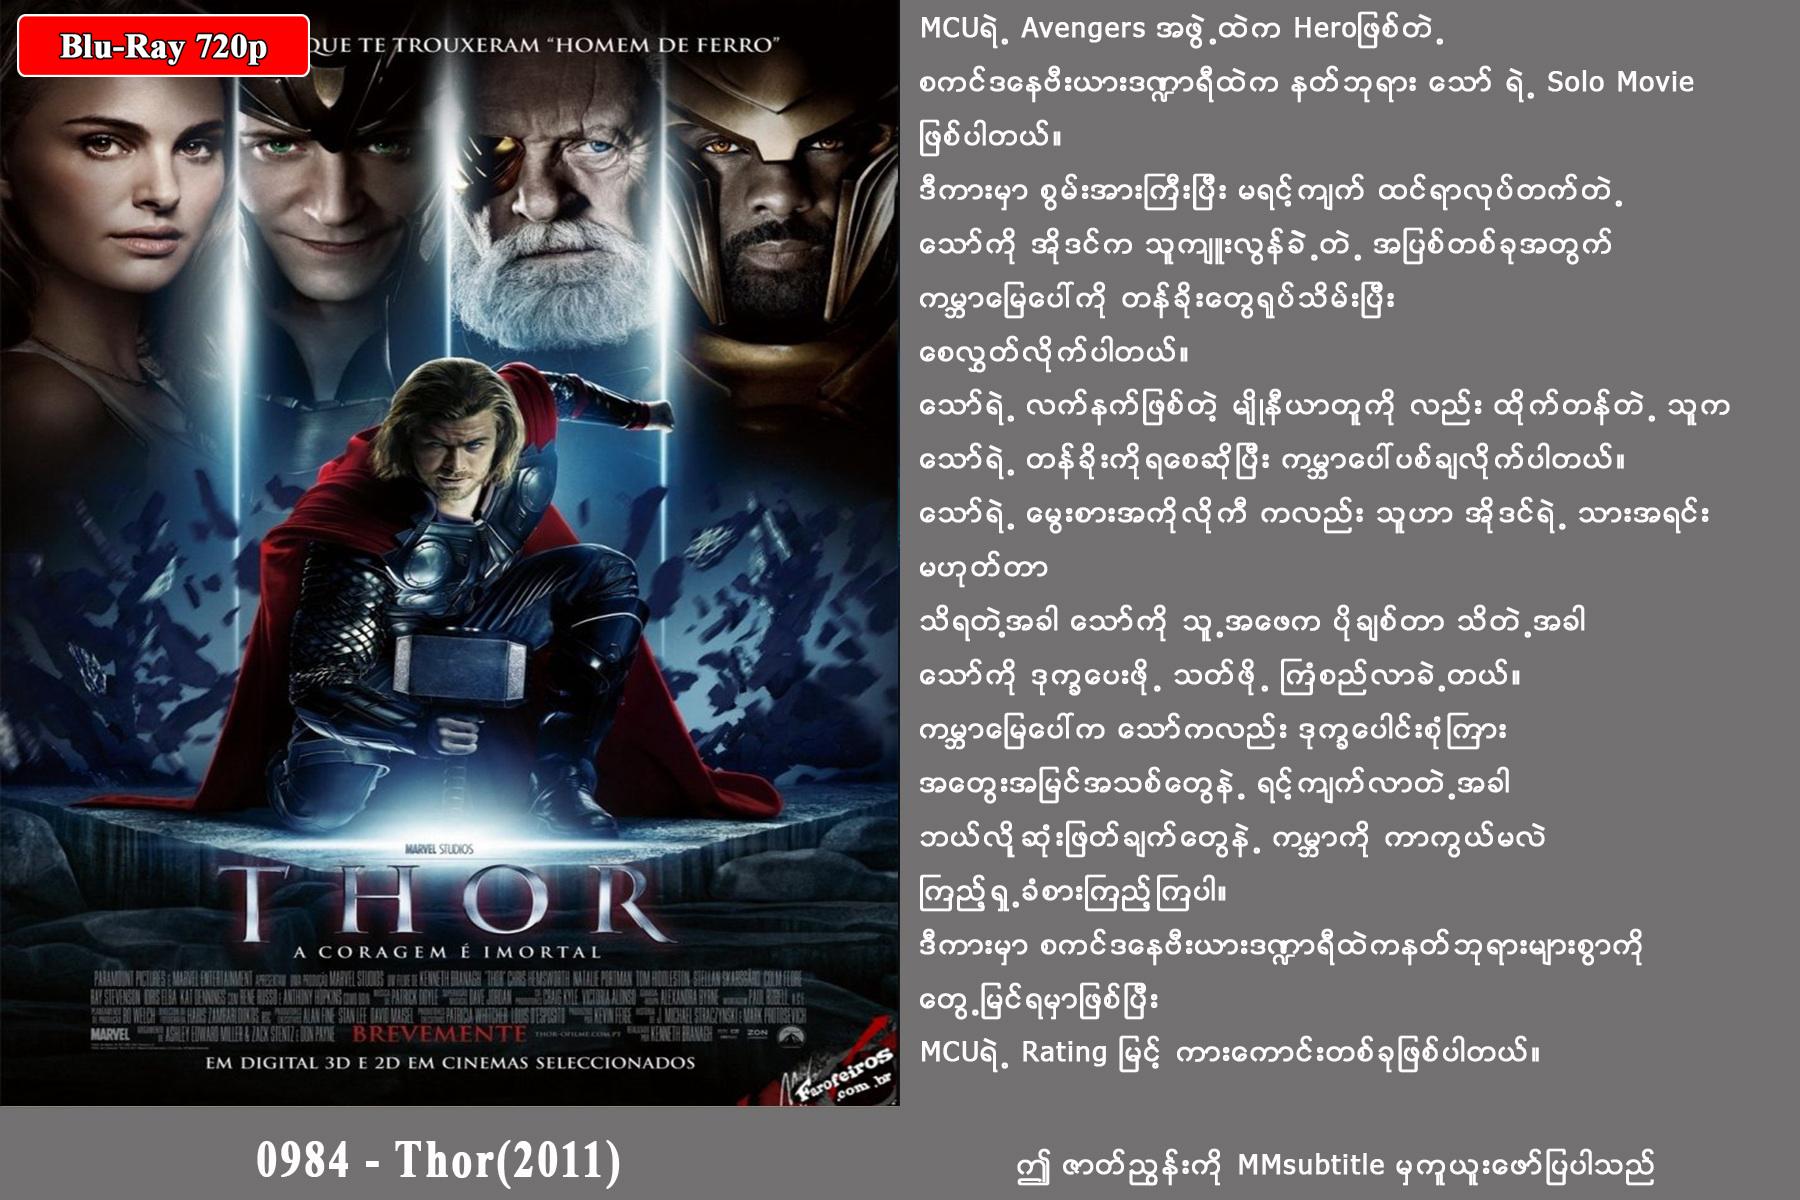 Blu-Ray 720p
QUE TE TROUXERAM “HOMEM DE FERRO”
MARVEL STUDIOS
THOR
A CORAGEM É IMORTAL
BREVEMENTE
MARVEL
EM DIGITAL 3D E 2D EM CINEMAS SELECCIONADOS
Farofeiros
.com.br
0984 - Thor(2011)
MCUရဲ့ Avengers အဖွဲ့ထဲက Heroဖြစ်တဲ့
စကင်ဒနေဗီးယားဒဏ္ဍာရီထဲက နတ်ဘုရား သော် ရဲ့ Solo Movie
ဖြစ်ပါတယ်။
ဒီကားမှာ စွမ်းအားကြီးပြီး မရင့်ကျက် ထင်ရာလုပ်တက်တဲ့
သော်ကို အိုဒင်က သူကျူးလွန်ခဲ့တဲ့ အပြစ်တစ်ခုအတွက်
ကမ္ဘာမြေပေါ်ကို တန်ခိုးတွေရုပ်သိမ်းပြီး
စေလွှတ်လိုက်ပါတယ်။
သော်ရဲ့ လက်နက်ဖြစ်တဲ့ မျိုနီယာတူကို လည်း ထိုက်တန်တဲ့ သူက
သော်ရဲ့ တန်ခိုးကိုရစေဆိုပြီး ကမ္ဘာပေါ်ပစ်ချလိုက်ပါတယ်။
သော်ရဲ့ မွေးစားအကိုလိုကီ ကလည်း သူဟာ အိုဒင်ရဲ့ သားအရင်း
မဟုတ်တာ
သိရတဲ့အခါ သော်ကို သူ့အဖေက ပိုချစ်တာ သိတဲ့အခါ
သော်ကို ဒုက္ခပေးဖို့ သတ်ဖို့ ကြံစည်လာခဲ့တယ်။
ကမ္ဘာမြေပေါ်က သော်ကလည်း ဒုက္ခပေါင်းစုံကြား
အတွေးအမြင်အသစ်တွေနဲ့ ရင့်ကျက်လာတဲ့အခါ
ဘယ်လိူဆုံးဖြတ်ချက်တွေနဲ့ ကမ္ဘာကို ကာကွယ်မလဲ
ကြည့်ရှု့ခံစားကြည့်ကြပါ။
ဒီကားမှာ စကင်ဒနေဗီးယားဒဏ္ဍာရီထဲကနတ်ဘုရားများစွာကို
တွေ့မြင်ရမှာဖြစ်ပြီး
MCUရဲ့ Rating မြင့် ကားကောင်းတစ်ခုဖြစ်ပါတယ်။
ဤ ဇာတ်ညွှန်းကို MMsubtitle မှကူယူးဖော်ပြပါသည်